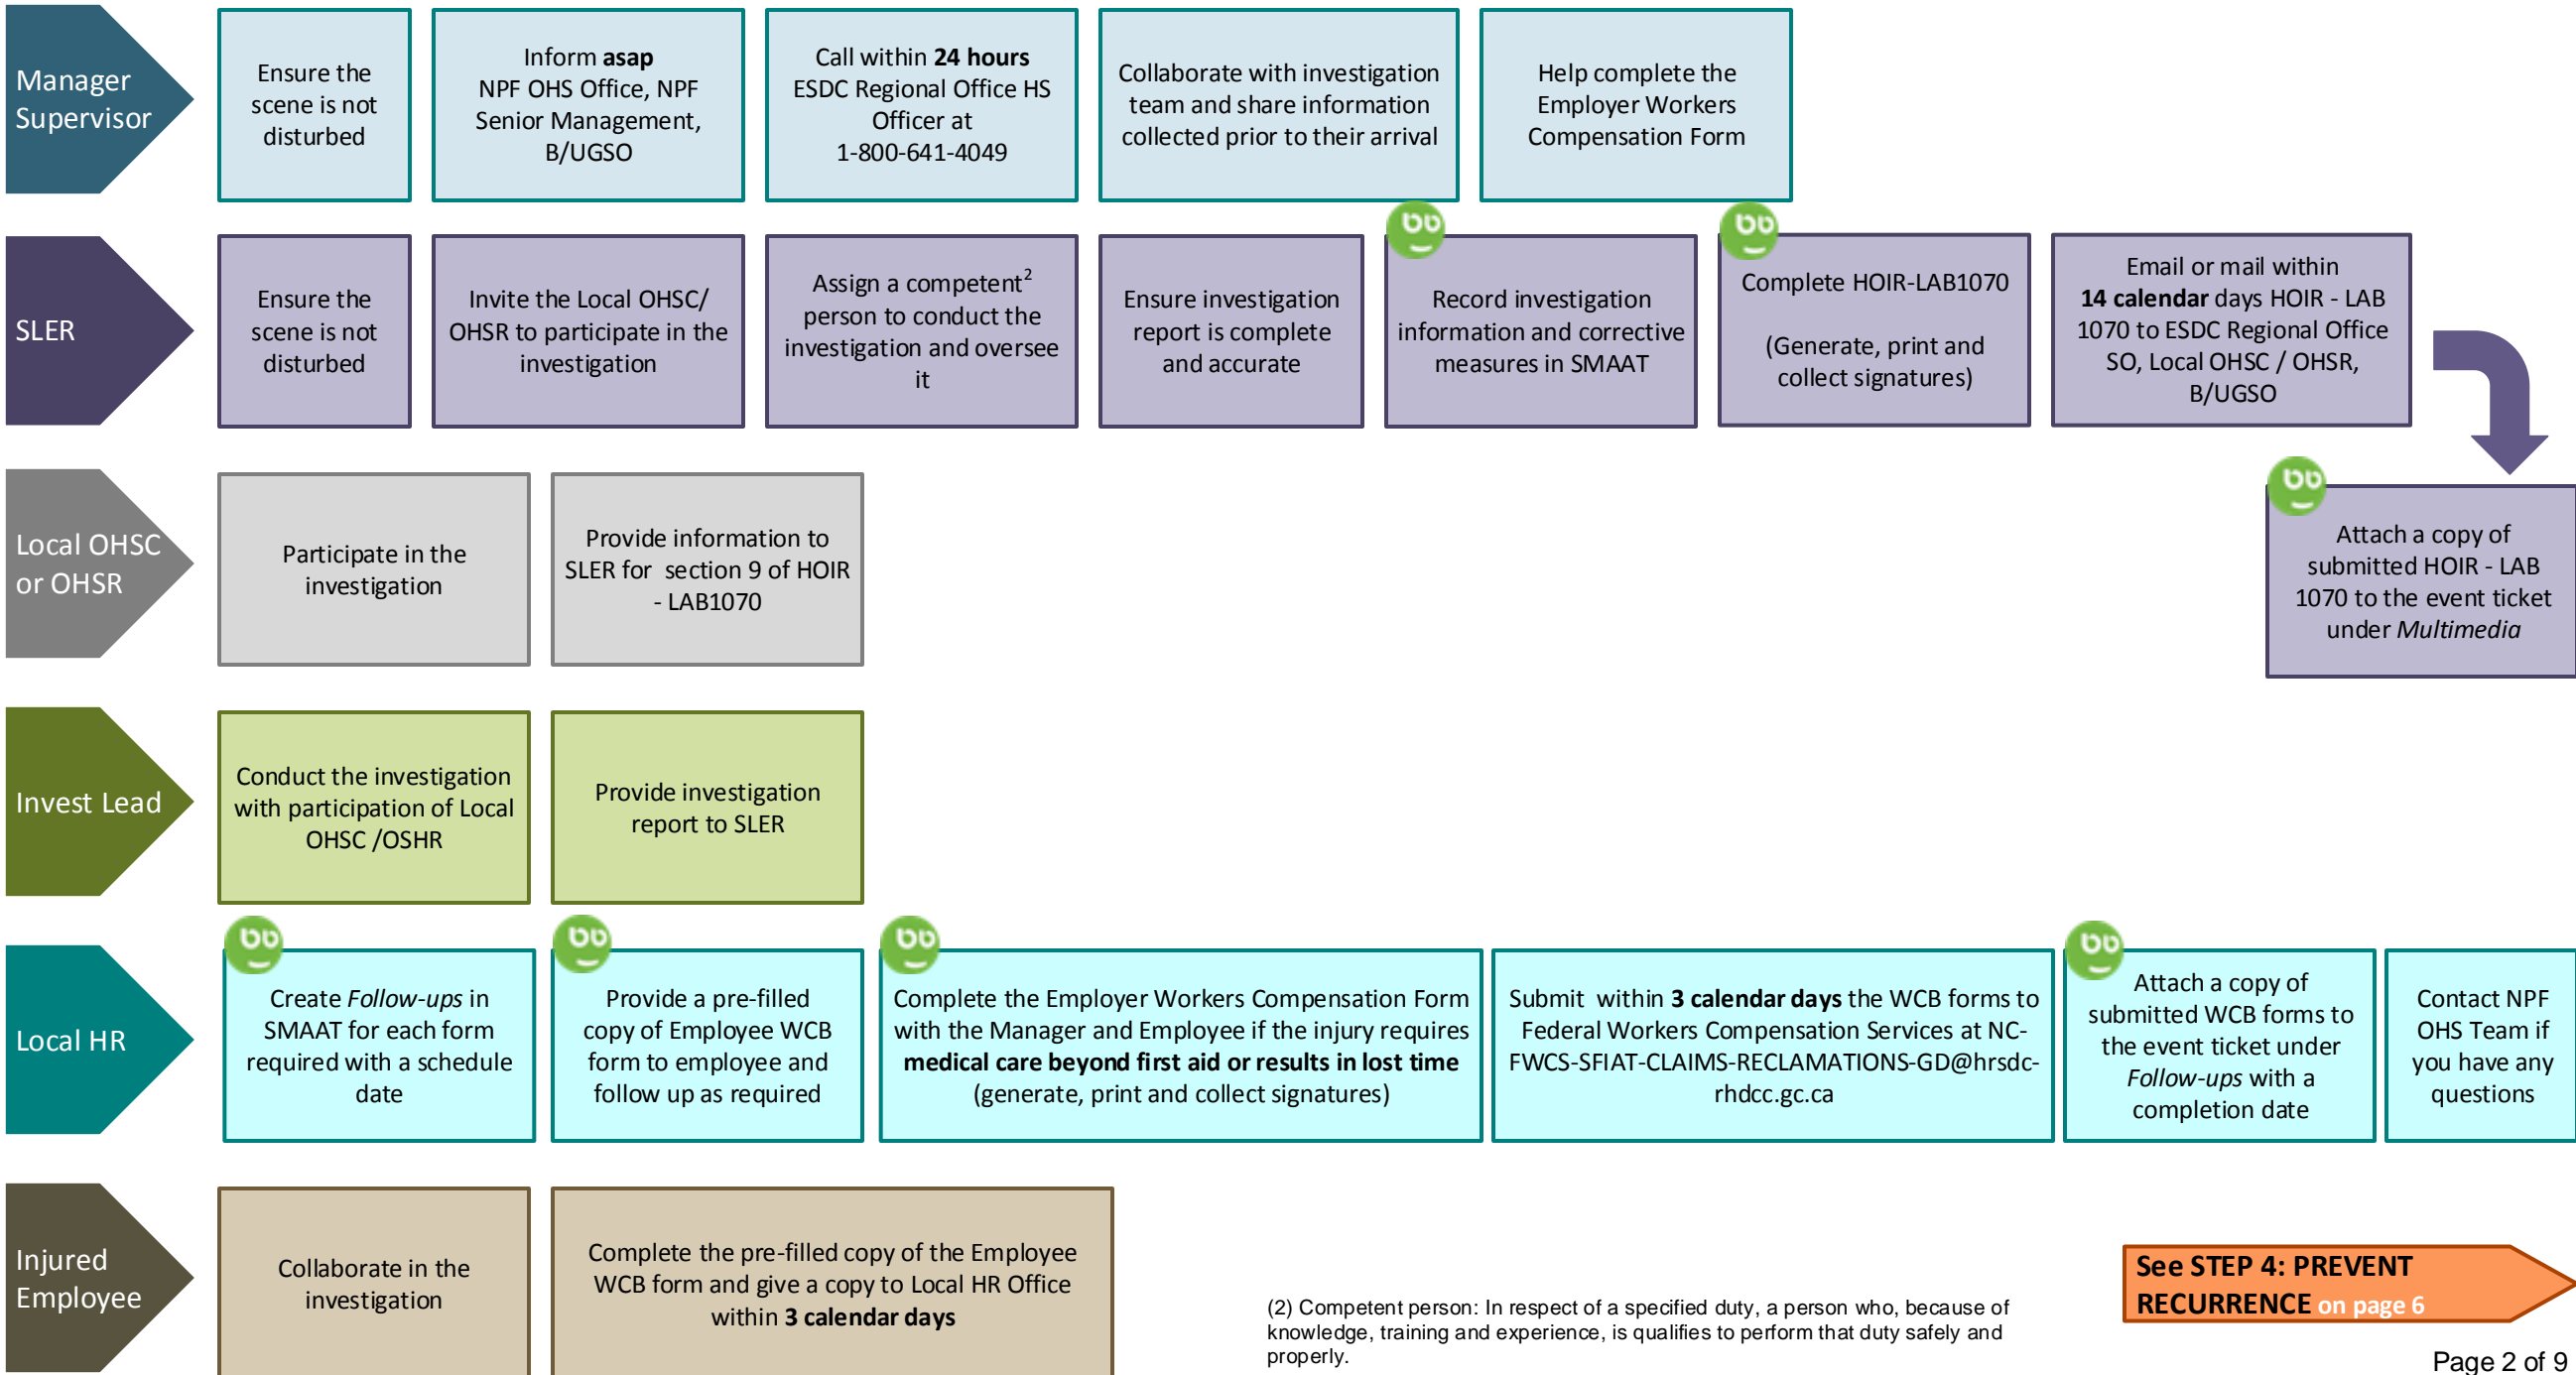 Manager
Supervisor
Ensure the
scene is not
disturbed
Inform asap
NPF OHS Office, NPF
Senior Management,
B/UGSO
Call within 24 hours
ESDC Regional Office HS
Officer at
1-800-641-4049
Collaborate with investigation
team and share information
collected prior to their arrival
Help complete the
Employer Workers
Compensation Form
SLER
Ensure the
scene is not
disturbed
Invite the Local OHSC/
OHSR to participate in the
investigation
Assign a competent2
person to conduct the
investigation and oversee
it
Ensure investigation
report is complete
and accurate
Record investigation
information and corrective
measures in SMAAT
Complete HOIR-LAB1070
(Generate, print and
collect signatures)
Email or mail within
14 calendar days HOIR - LAB
1070 to ESDC Regional Office
SO, Local OHSC / OHSR,
B/UGSO
Attach a copy of
submitted HOIR - LAB
1070 to the event ticket
under Multimedia
Local OHSC
or OHSR
Participate in the
investigation
Provide information to
SLER for section 9 of HOIR
- LAB1070
Invest Lead
Conduct the investigation
with participation of Local
OHSC /OSHR
Provide investigation
report to SLER
Local HR
Create Follow-ups in
SMAAT for each form
required with a schedule
date
Provide a pre-filled
copy of Employee WCB
form to employee and
follow up as required
Complete the Employer Workers Compensation Form
with the Manager and Employee if the injury requires
medical care beyond first aid or results in lost time
(generate, print and collect signatures)
Submit within 3 calendar days the WCB forms to
Federal Workers Compensation Services at NC-
FWCS-SFIAT-CLAIMS-RECLAMATIONS-GD@hrsdc-
rhdcc.gc.ca
Attach a copy of
submitted WCB forms to
the event ticket under
Follow-ups with a
completion date
Contact NPF
OHS Team if
you have any
questions
Injured
Employee
Collaborate in the
investigation
Complete the pre-filled copy of the Employee
WCB form and give a copy to Local HR Office
within 3 calendar days
(2) Competent person: In respect of a specified duty, a person who, because of
knowledge, training and experience, is qualifies to perform that duty safely and
properly.
See STEP 4: PREVENT
RECURRENCE on page 6
Page 2 of 9